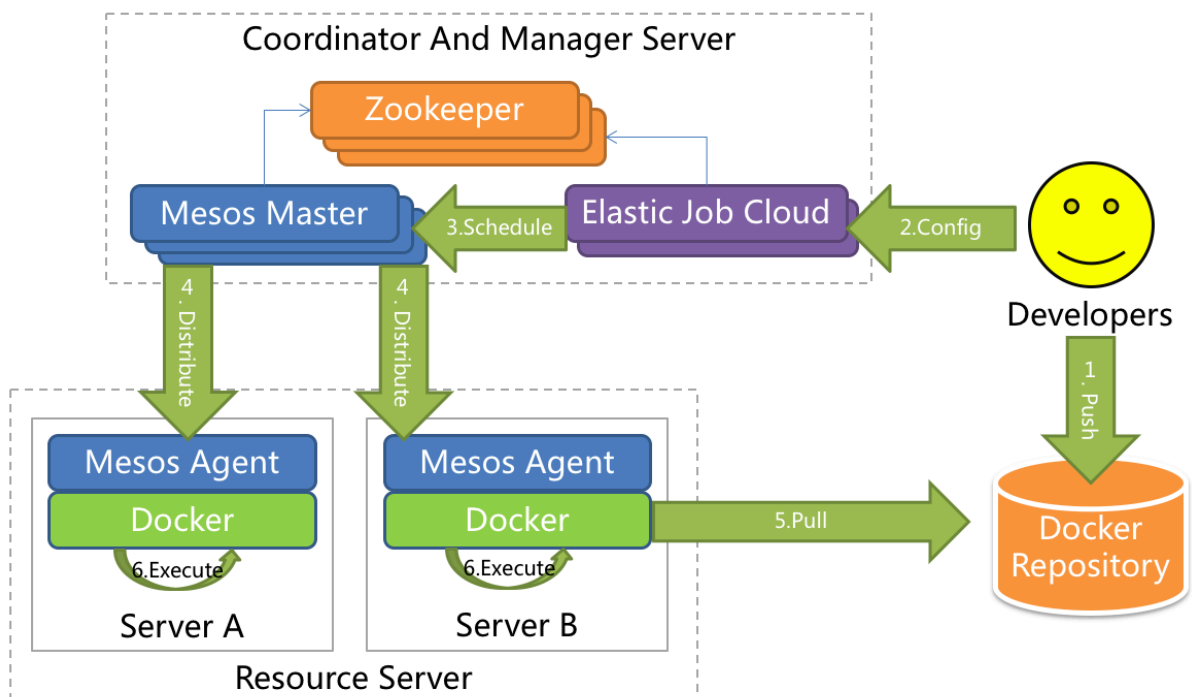 Coordinator And Manager Server
Zookeeper
Mesos Master
3.Schedule
Elastic Job Cloud
2.Config
Developers
4. Distribute
4. Distribute
1. Push
Mesos Agent
Docker
6.Execute
Server A
Mesos Agent
Docker
6.Execute
Server B
5.Pull
Docker
Repository
Resource Server